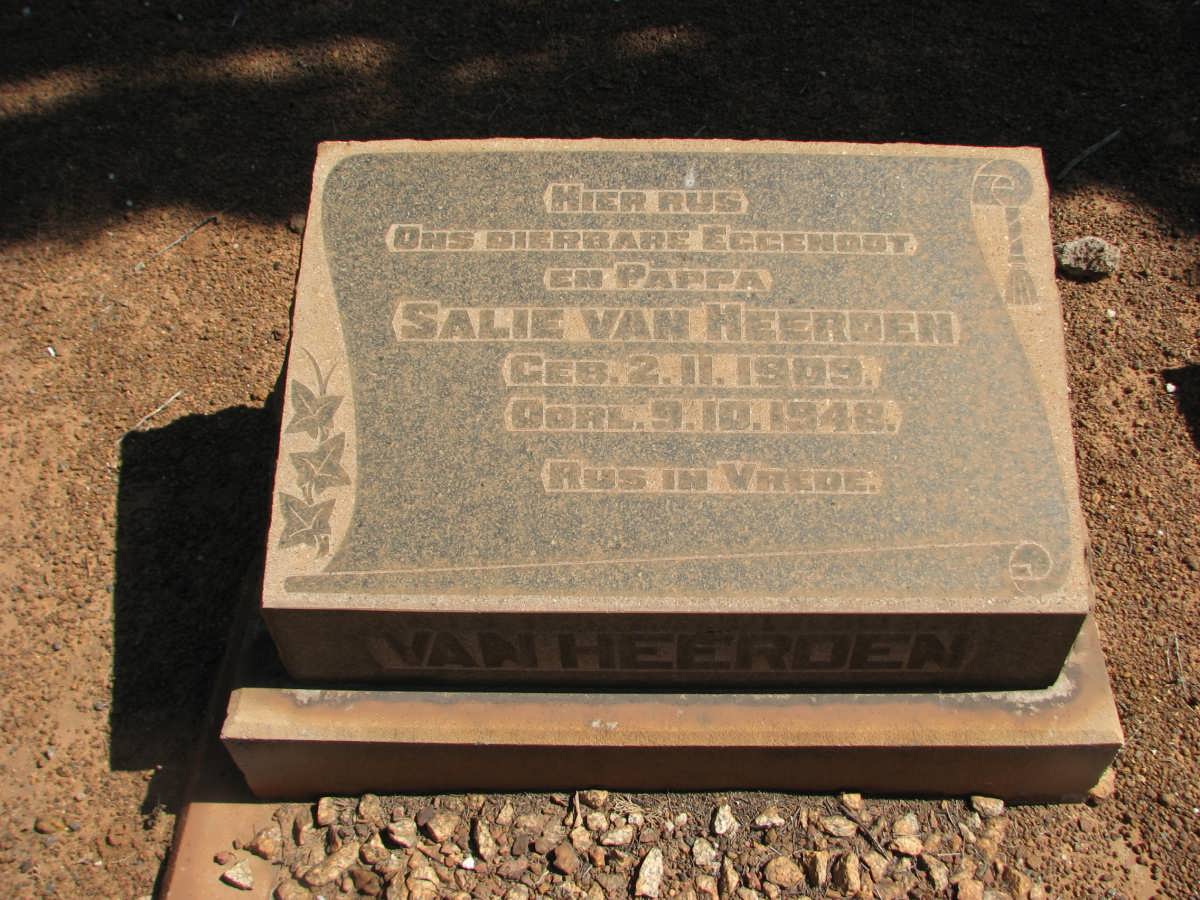 HIER RUS
ONS DIERBARE EGGENOOT
EN PAPPA
SALIE VAN HEERDEN
GEB. 2. 11. 1909.
OORL. 9. 10. 1948.
RUS IN VREDE.
VAN HEERDEN